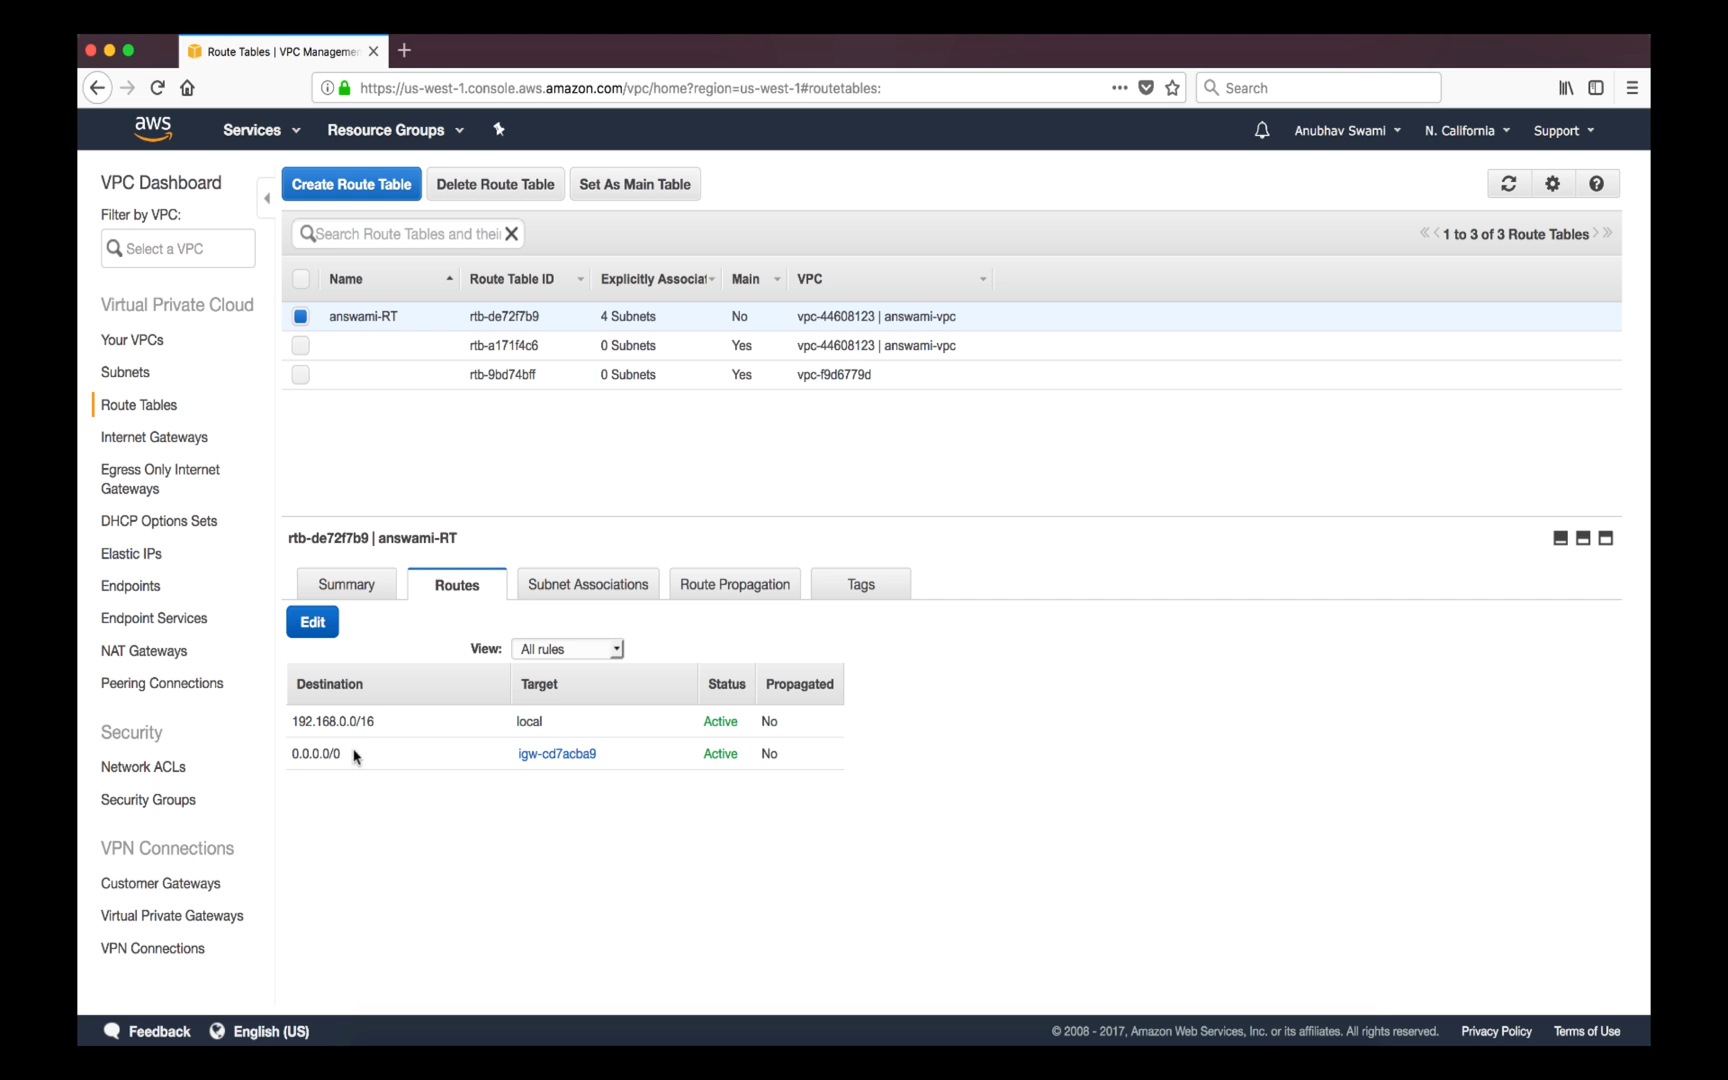 Route Tables | VPC Managemer
https://us-west-1.console.aws.amazon.com/vpc/home?region=us-west-1#routetables:
Search
aws
Services
Resource Groups
Anubhav Swami
N. California
Support
VPC Dashboard
Filter by VPC:
Select a VPC
Virtual Private Cloud
Your VPCs
Subnets
Route Tables
Internet Gateways
Egress Only Internet
Gateways
DHCP Options Sets
Elastic IPs
Endpoints
Endpoint Services
NAT Gateways
Peering Connections
Security
Network ACLs
Security Groups
VPN Connections
Customer Gateways
Virtual Private Gateways
VPN Connections
Create Route Table
Delete Route Table
Set As Main Table
Search Route Tables and thei
1 to 3 of 3 Route Tables
Name Route Table ID Explicitly Associat Main VPC
answami-RT rtb-de72f7b9 4 Subnets No vpc-44608123 | answami-vpc
rtb-a171f4c6 0 Subnets Yes vpc-44608123 | answami-vpc
rtb-9bd74bff 0 Subnets Yes vpc-f9d6779d
rtb-de72f7b9 | answami-RT
Summary
Routes
Subnet Associations
Route Propagation
Tags
Edit
View: All rules
Destination Target Status Propagated
192.168.0.0/16 local Active No
0.0.0.0/0 igw-cd7acba9 Active No
Feedback
English (US)
© 2008 - 2017, Amazon Web Services, Inc. or its affiliates. All rights reserved.
Privacy Policy
Terms of Use